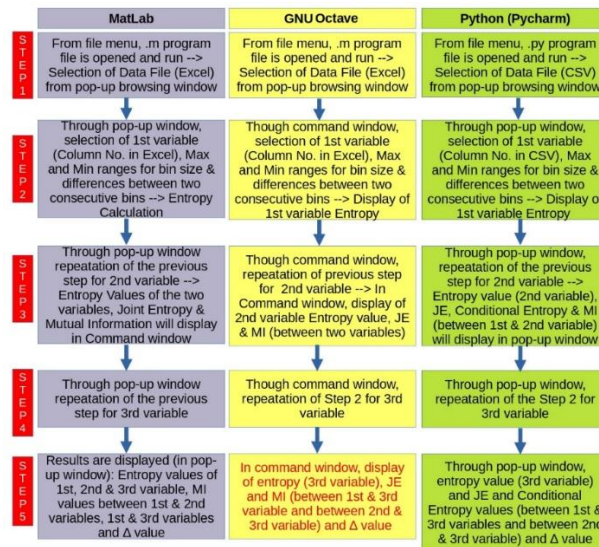 MatLab
GNU Octave
Python (Pycharm)
STEP1
From file menu, .m program
file is opened and run -->
Selection of Data File (Excel)
from pop-up browsing window
From file menu, .m program
file is opened and run -->
Selection of Data File (Excel)
from pop-up browsing window
From file menu, .py program
file is opened and run -->
Selection of Data File (CSV)
from pop-up browsing window
STEP2
Through pop-up window,
selection of 1st variable
(Column No. in Excel), Max
and Min ranges for bin size &
differences between two
consecutive bins --> Entropy
Calculation
Though command window,
selection of 1st variable
(Column No. in Excel), Max
and Min ranges for bin size &
differences between two
consecutive bins --> Display of
1st variable Entropy
Through pop-up window,
selection of 1st variable
(Column No. in CSV), Max
and Min ranges for bin size &
differences between two
consecutive bins --> Display of
1st variable Entropy
STEP3
Through pop-up window
repeatation of the previous
step for 2nd variable -->
Entropy Values of the two
variables, Joint Entropy &
Mutual Information will display
in Command window
Though command window,
repeatation of previous step
for 2nd variable --> In
Command window, display of
2nd variable Entropy value, JE
& MI (between two variables)
Through pop-up window,
repeatation of the previous
step for 2nd variable -->
Entropy value (2nd variable),
JE, Conditional Entropy & MI
(between 1st & 2nd variable)
will display in pop-up window
STEP4
Through pop-up window
repeatation of the previous
step for 3rd variable
Though command window,
repeatation of Step 2 for 3rd
variable
Through pop-up window,
repeatation of the Step 2 for
3rd variable
STEP5
Results are displayed (in pop-
up window): Entropy values of
1st, 2nd & 3rd variable, MI
values between 1st & 2nd
variables, 1st & 3rd variables
and Δ value
In command window, display
of entropy (3rd variable), JE
and MI (between 1st & 3rd
variable and between 2nd &
3rd variable) and Δ value
Through pop-up window,
entropy value (3rd variable)
and JE and Conditional
Entropy values (between 1st &
3rd variables and between 2nd
& 3rd variable) and Δ value